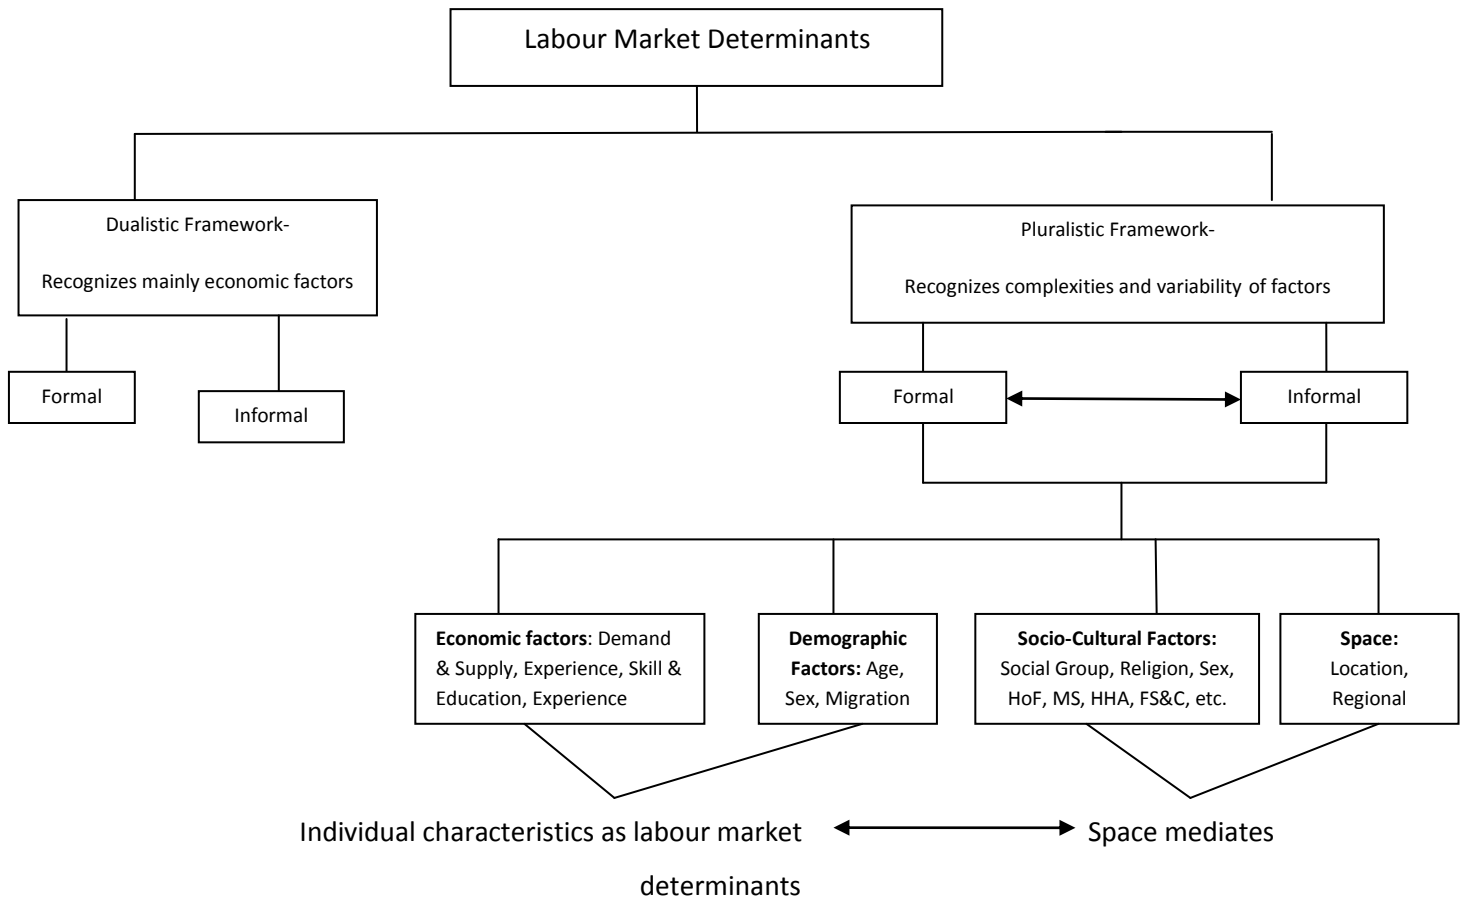 Labour Market Determinants
Dualistic Framework-
Recognizes mainly economic factors
Pluralistic Framework-
Recognizes complexities and variability of factors
Formal
Informal
Formal
Informal
Economic factors: Demand
& Supply, Experience, Skill &
Education, Experience
Demographic
Factors: Age,
Sex, Migration
Socio-Cultural Factors:
Social Group, Religion, Sex,
HoF, MS, HHA, FS&C, etc.
Space:
Location,
Regional
Individual characteristics as labour market
determinants
Space mediates